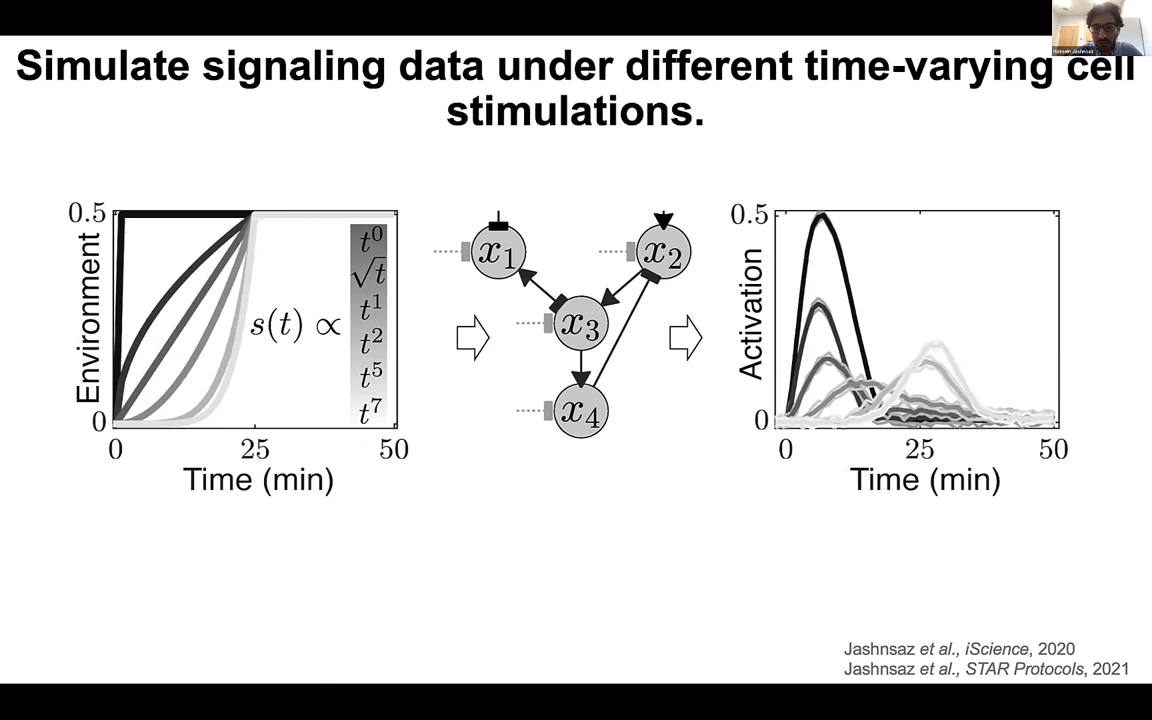 Hossein Jashnsaz
Simulate signaling data under different time-varying cell
stimulations.
Environment
0.5
0
0
25
50
Time (min)
s(t) ∝
t⁰
√t
t¹
t²
t⁵
t⁷
x₁
x₂
x₃
x₄
Activation
0.5
0
0
25
50
Time (min)
Jashnsaz et al., iScience, 2020
Jashnsaz et al., STAR Protocols, 2021